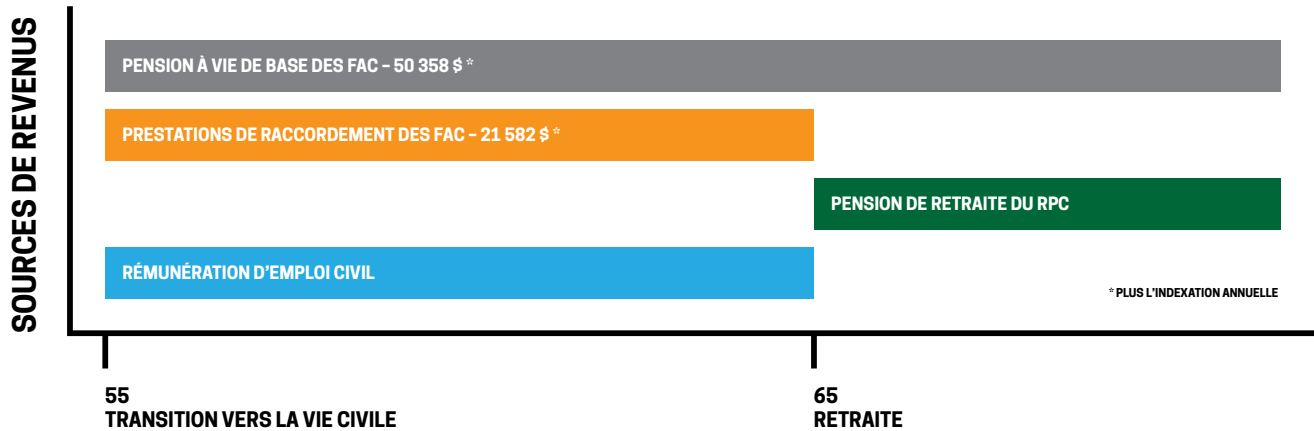 SOURCES DE REVENUS
PENSION À VIE DE BASE DES FAC – 50 358 $ *
PRESTATIONS DE RACCORDEMENT DES FAC – 21 582 $ *
PENSION DE RETRAITE DU RPC
RÉMUNÉRATION D'EMPLOI CIVIL
* PLUS L'INDEXATION ANNUELLE
55
TRANSITION VERS LA VIE CIVILE
65
RETRAITE